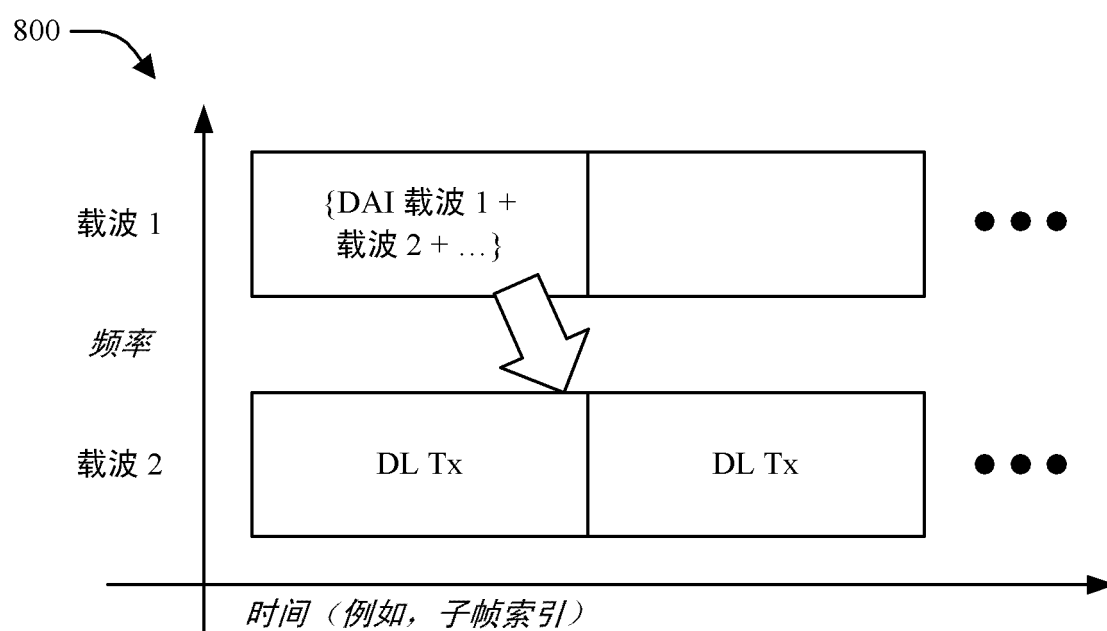 800
载波 1
{DAI 载波 1 +
载波 2 + …}
频率
载波 2
DL Tx
DL Tx
时间（例如，子帧索引）